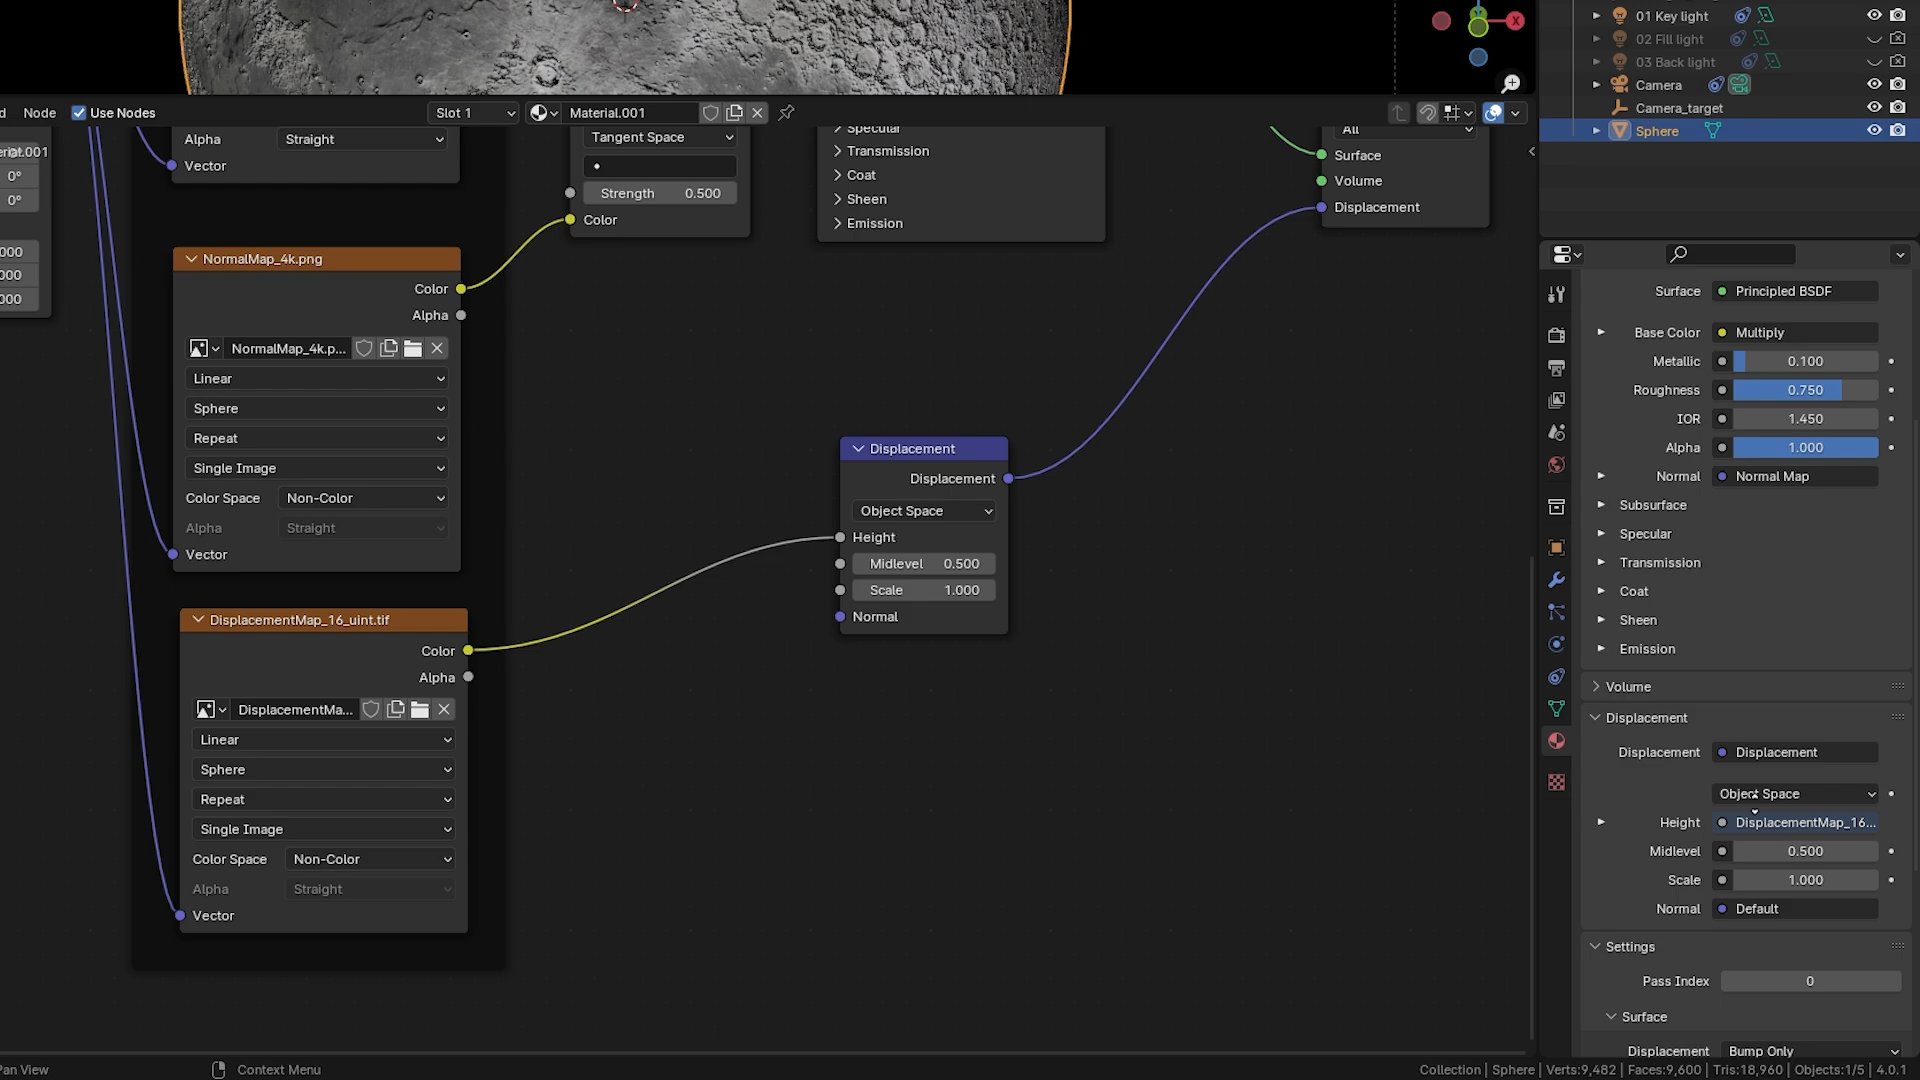 01 Key light
02 Fill light
03 Back light
Camera
Camera_target
Sphere
X
Node
Use Nodes
Slot 1
Material.001
Alpha
Straight
Vector
Tangent Space
Strength 0.500
Color
Specular
Transmission
Coat
Sheen
Emission
All
Surface
Volume
Displacement
0°
0°
000
000
000
NormalMap_4k.png
Color
Alpha
NormalMap_4k.p...
Linear
Sphere
Repeat
Single Image
Color Space Non-Color
Alpha Straight
Vector
Displacement
Displacement
Object Space
Height
Midlevel 0.500
Scale 1.000
Normal
DisplacementMap_16_uint.tif
Color
Alpha
DisplacementMa...
Linear
Sphere
Repeat
Single Image
Color Space Non-Color
Alpha Straight
Vector
Surface Principled BSDF
Base Color Multiply
Metallic 0.100
Roughness 0.750
IOR 1.450
Alpha 1.000
Normal Normal Map
Subsurface
Specular
Transmission
Coat
Sheen
Emission
Volume
Displacement
Displacement Displacement
Object Space
Height DisplacementMap_16...
Midlevel 0.500
Scale 1.000
Normal Default
Settings
Pass Index 0
Surface
Displacement Bump Only
Pan View
Context Menu
Collection | Sphere | Verts:9,482 | Faces:9,600 | Tris:18,960 | Objects:1/5 | 4.0.1